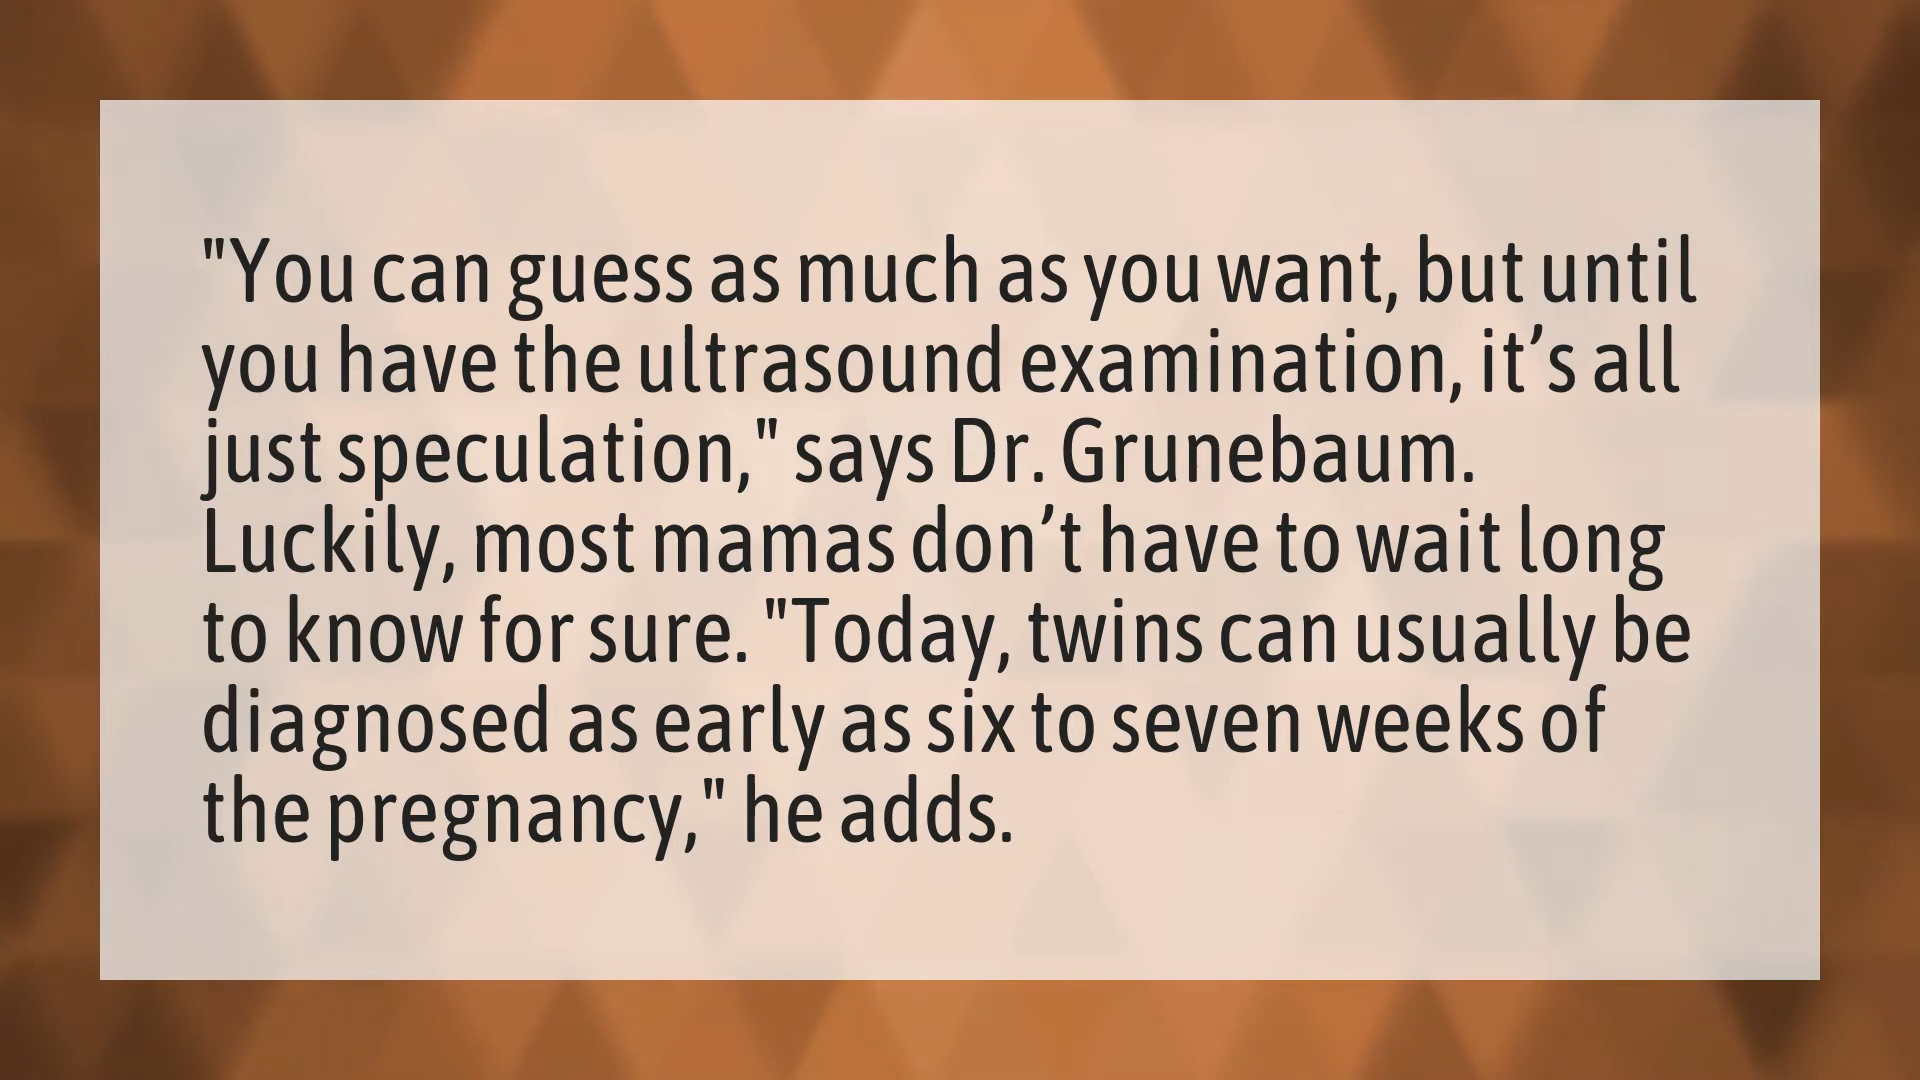 "You can guess as much as you want, but until
you have the ultrasound examination, it’s all
just speculation," says Dr. Grunebaum.
Luckily, most mamas don’t have to wait long
to know for sure. "Today, twins can usually be
diagnosed as early as six to seven weeks of
the pregnancy," he adds.